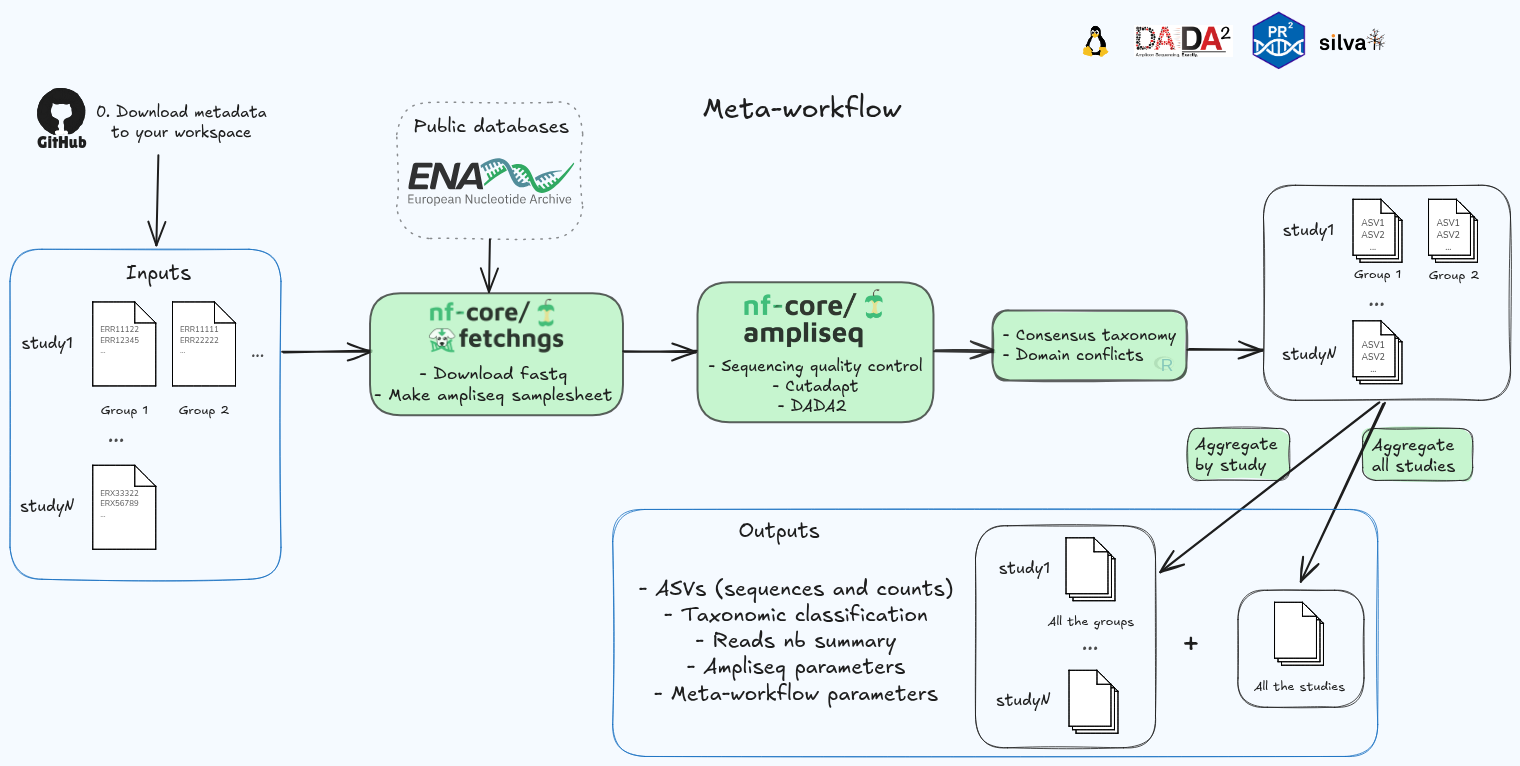 DADA2
Amplicon Sequencing. Exactly.
PR2
silva
GitHub
0. Download metadata
to your workspace
Public databases
ENA
European Nucleotide Archive
Meta-workflow
Inputs
study1
ERR11122
ERR12345
...
ERR11111
ERR22222
...
...
Group 1
Group 2
...
studyN
ERX33322
ERX56789
...
nf-core/
fetchngs
- Download fastq
- Make ampliseq samplesheet
nf-core/
ampliseq
- Sequencing quality control
- Cutadapt
- DADA2
- Consensus taxonomy
- Domain conflicts
R
study1
ASV1
ASV2
...
ASV1
ASV2
...
Group 1
Group 2
...
studyN
ASV1
ASV2
...
Aggregate
by study
Aggregate
all studies
Outputs
- ASVs (sequences and counts)
- Taxonomic classification
- Reads nb summary
- Ampliseq parameters
- Meta-workflow parameters
study1
All the groups
...
studyN
+
All the studies